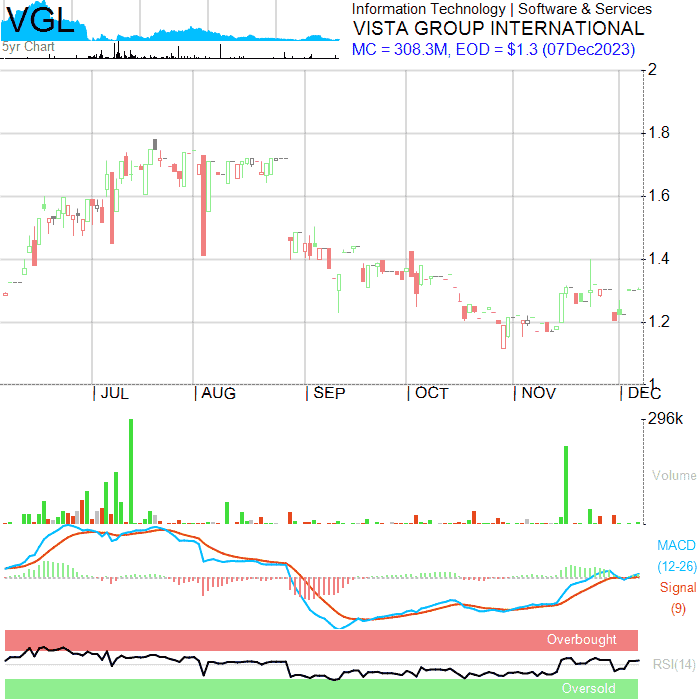 VGL
5yr Chart
Information Technology | Software & Services
VISTA GROUP INTERNATIONAL
MC = 308.3M, EOD = $1.3 (07Dec2023)
2
1.8
1.6
1.4
1.2
1
JUL AUG SEP OCT NOV DEC
296k
Volume
MACD
(12-26)
Signal
(9)
Overbought
RSI(14)
Oversold